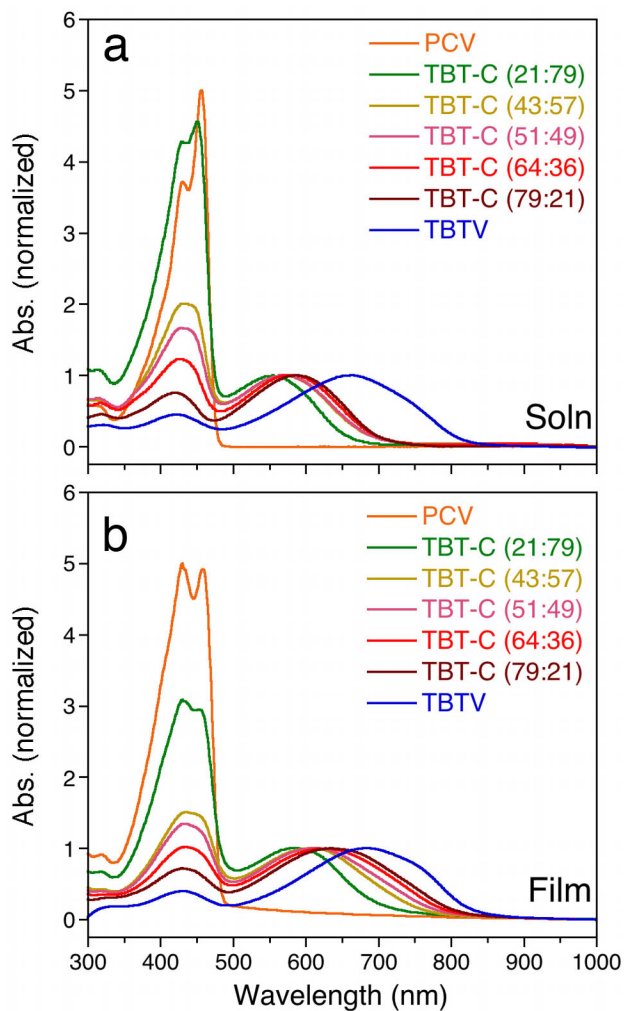 a
PCV
TBT-C (21:79)
TBT-C (43:57)
TBT-C (51:49)
TBT-C (64:36)
TBT-C (79:21)
TBTV
6
5
4
3
2
1
0
Abs. (normalized)
Soln
b
PCV
TBT-C (21:79)
TBT-C (43:57)
TBT-C (51:49)
TBT-C (64:36)
TBT-C (79:21)
TBTV
6
5
4
3
2
1
0
Abs. (normalized)
Film
300 400 500 600 700 800 900 1000
Wavelength (nm)